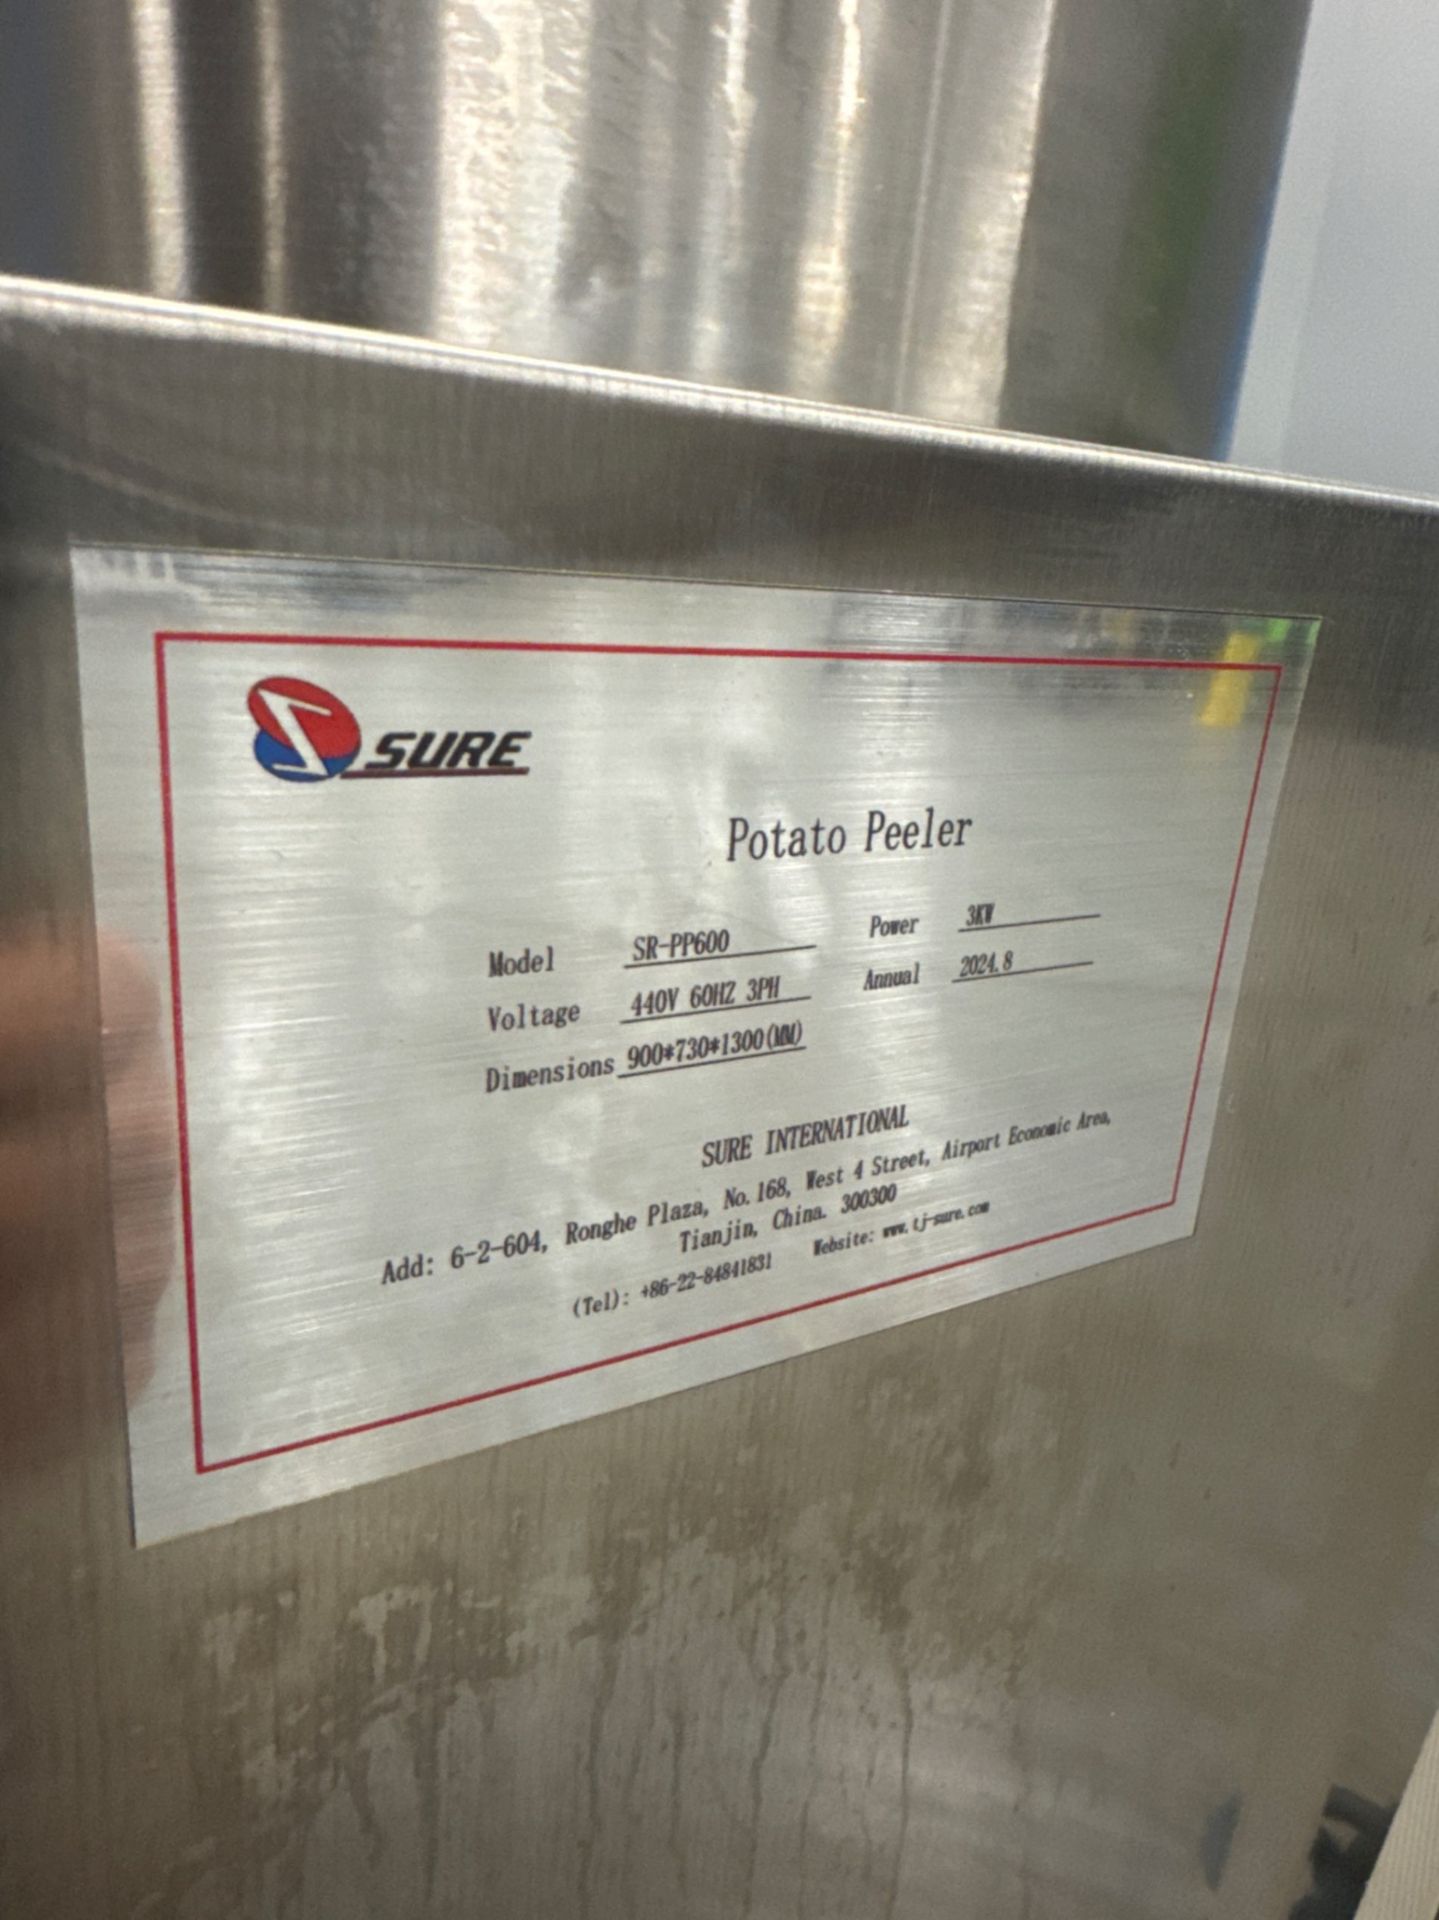 SURE
Potato Peeler
Model SR-PP600 Power 3KW
Voltage 440V 60HZ 3PH Annual 2024.8
Dimensions 900*730*1300(MM)
SURE INTERNATIONAL
Add: 6-2-604, Ronghe Plaza, No.168, West 4 Street, Airport Economic Area,
Tianjin, China. 300300
(Tel): +86-22-84841831 Website: www.tj-sure.com